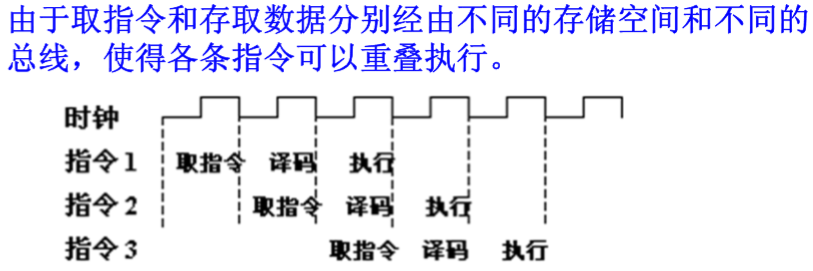 由于取指令和存取数据分别经由不同的存储空间和不同的
总线，使得各条指令可以重叠执行。
时钟
指令1 取指令 译码 执行
指令2 取指令 译码 执行
指令3 取指令 译码 执行